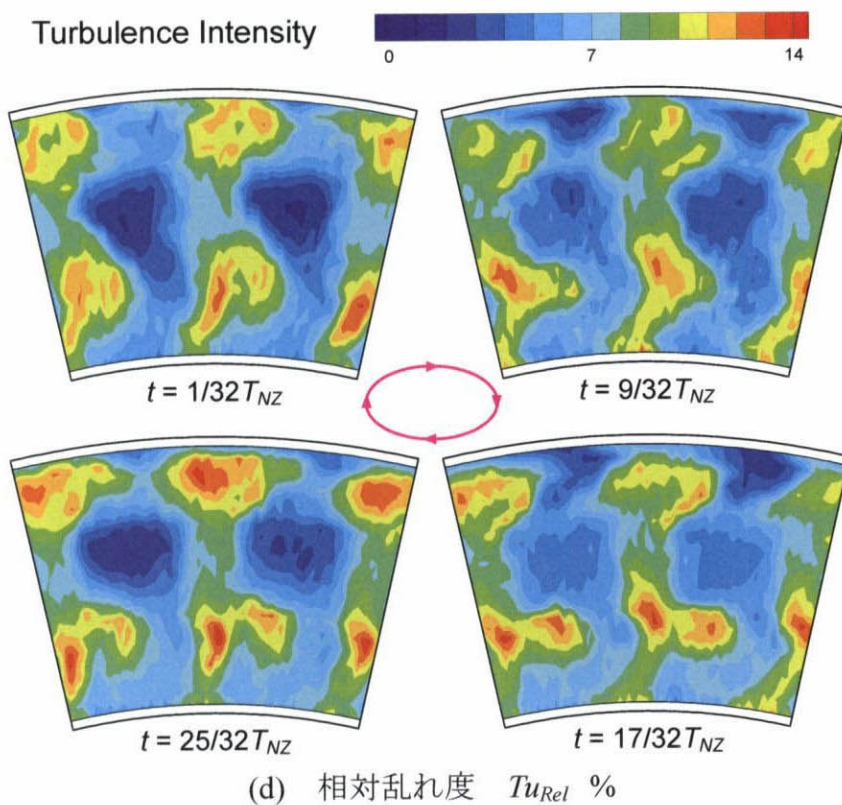 Turbulence Intensity
0 7 14
t = 1/32T_NZ
t = 9/32T_NZ
t = 25/32T_NZ
t = 17/32T_NZ
(d) 相対乱れ度 Tu_Rel %